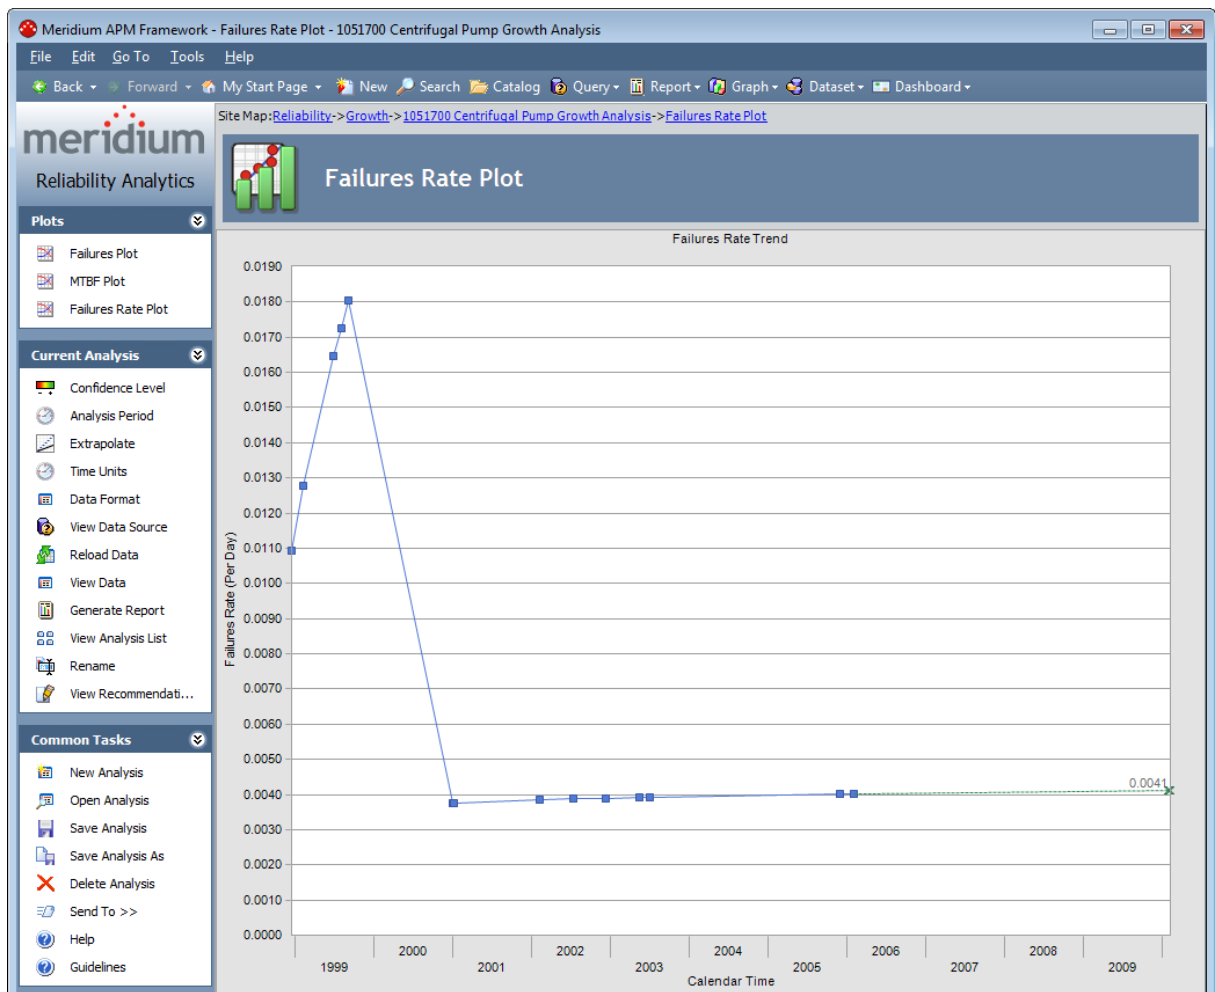 Meridium APM Framework - Failures Rate Plot - 1051700 Centrifugal Pump Growth Analysis
File Edit Go To Tools Help
Back Forward My Start Page New Search Catalog Query Report Graph Dataset Dashboard
meridium
Reliability Analytics
Plots
Failures Plot
MTBF Plot
Failures Rate Plot
Current Analysis
Confidence Level
Analysis Period
Extrapolate
Time Units
Data Format
View Data Source
Reload Data
View Data
Generate Report
View Analysis List
Rename
View Recommendati...
Common Tasks
New Analysis
Open Analysis
Save Analysis
Save Analysis As
Delete Analysis
Send To >>
Help
Guidelines
Site Map:Reliability->Growth->1051700 Centrifugal Pump Growth Analysis->Failures Rate Plot
Failures Rate Plot
Failures Rate Trend
Failures Rate (Per Day)
0.0190
0.0180
0.0170
0.0160
0.0150
0.0140
0.0130
0.0120
0.0110
0.0100
0.0090
0.0080
0.0070
0.0060
0.0050
0.0040
0.0030
0.0020
0.0010
0.0000
0.0041
2000 2002 2004 2006 2008
1999 2001 2003 2005 2007 2009
Calendar Time